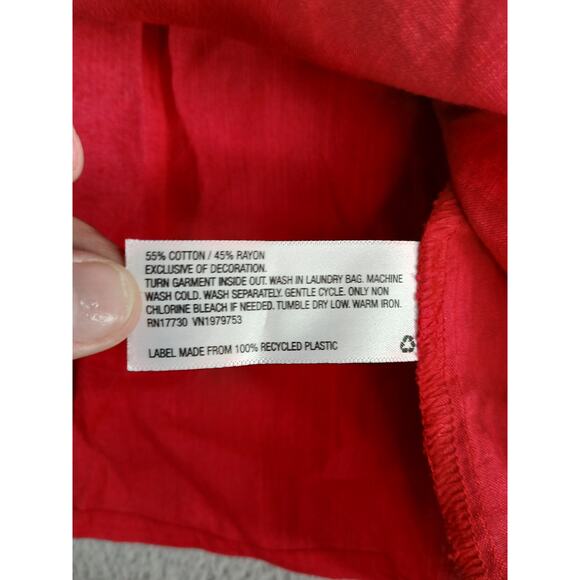 55% COTTON / 45% RAYON
EXCLUSIVE OF DECORATION.
TURN GARMENT INSIDE OUT. WASH IN LAUNDRY BAG. MACHINE
WASH COLD. WASH SEPARATELY. GENTLE CYCLE. ONLY NON
CHLORINE BLEACH IF NEEDED. TUMBLE DRY LOW. WARM IRON.
RN17730 VN1979753
LABEL MADE FROM 100% RECYCLED PLASTIC